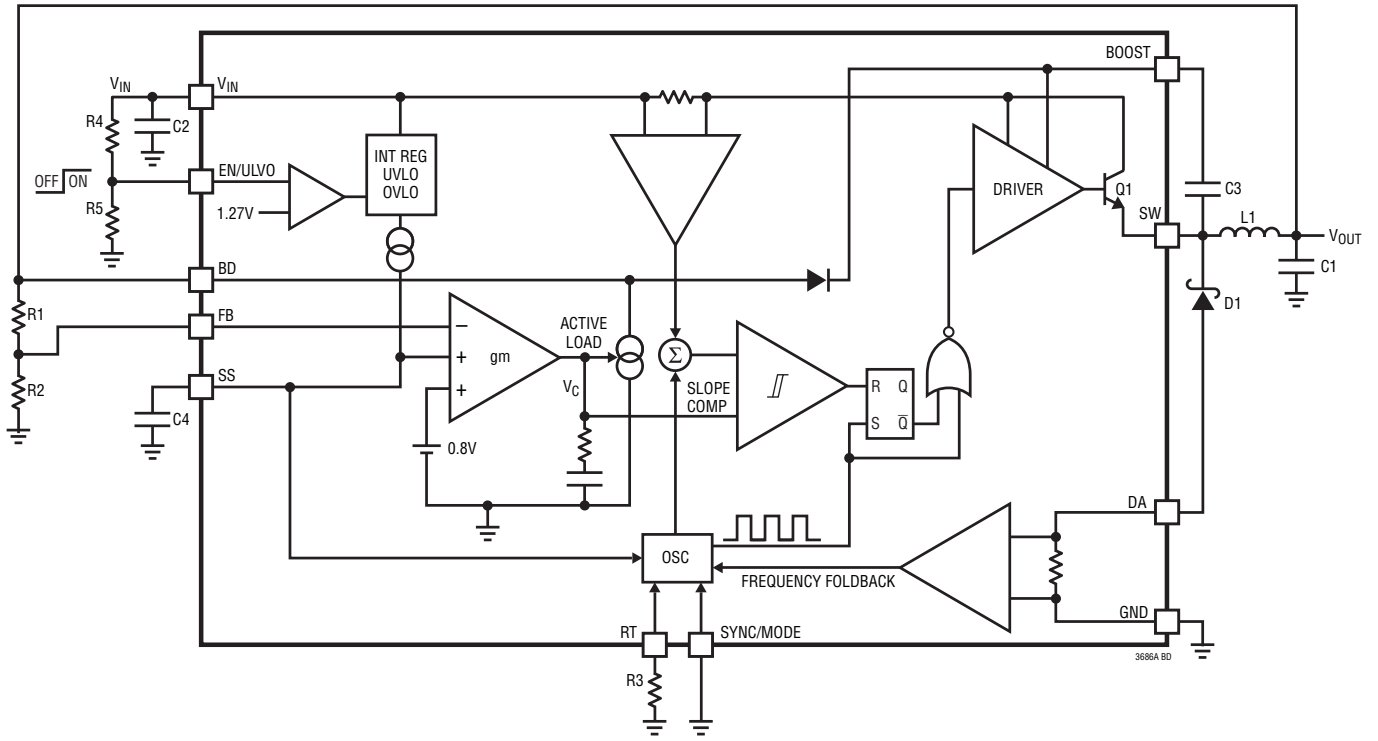 BOOST
VIN
VIN
R4
C2
INT REG
UVLO
OVLO
OFF ON
EN/ULVO
DRIVER
Q1
C3
R5
1.27V
SW
L1
VOUT
C1
BD
D1
R1
FB
ACTIVE
LOAD
–
+
gm
+
Σ
VC
SLOPE
COMP
R Q
S Q̅
R2
SS
C4
0.8V
DA
OSC
FREQUENCY FOLDBACK
GND
RT
SYNC/MODE
3686A BD
R3